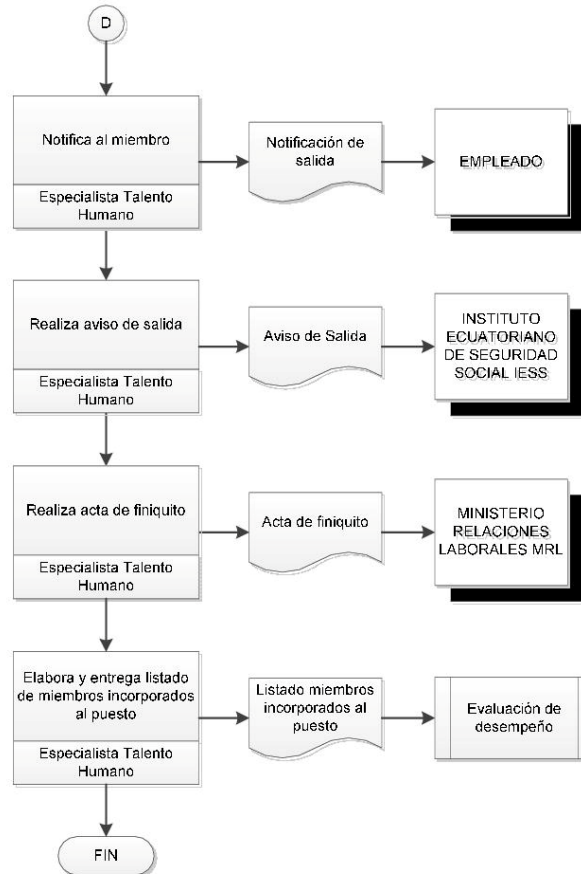 D
Notifica al miembro
Especialista Talento
Humano
Notificación de
salida
EMPLEADO
Realiza aviso de salida
Especialista Talento
Humano
Aviso de Salida
INSTITUTO
ECUATORIANO
DE SEGURIDAD
SOCIAL IESS
Realiza acta de finiquito
Especialista Talento
Humano
Acta de finiquito
MINISTERIO
RELACIONES
LABORALES MRL
Elabora y entrega listado
de miembros incorporados
al puesto
Especialista Talento
Humano
Listado miembros
incorporados al
puesto
Evaluación de
desempeño
FIN